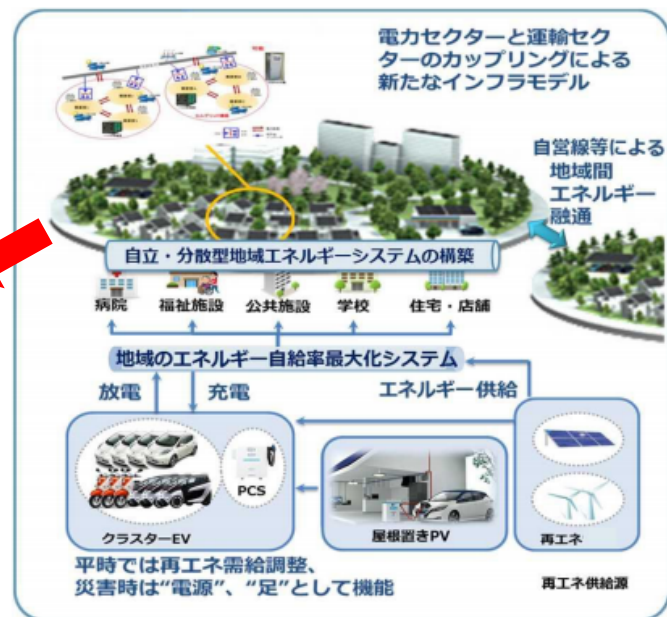 電力セクターと運輸セク
ターのカップリングによる
新たなインフラモデル
自営線等による
地域間
エネルギー
融通
自立・分散型地域エネルギーシステムの構築
病院 福祉施設 公共施設 学校 住宅・店舗
地域のエネルギー自給率最大化システム
放電 充電 エネルギー供給
PCS
クラスターEV
屋根置きPV
再エネ
平時では再エネ需給調整、
災害時は“電源”、“足”として機能
再エネ供給源